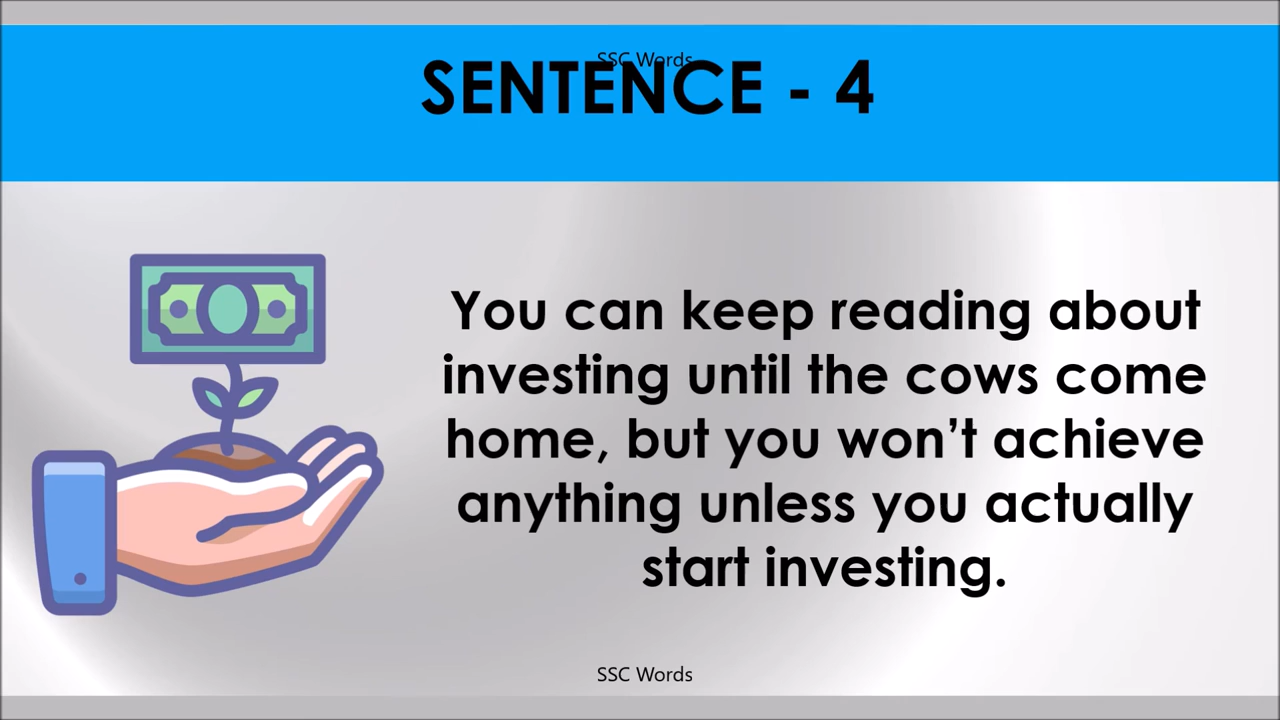 SSC Words
SENTENCE - 4
You can keep reading about
investing until the cows come
home, but you won’t achieve
anything unless you actually
start investing.
SSC Words